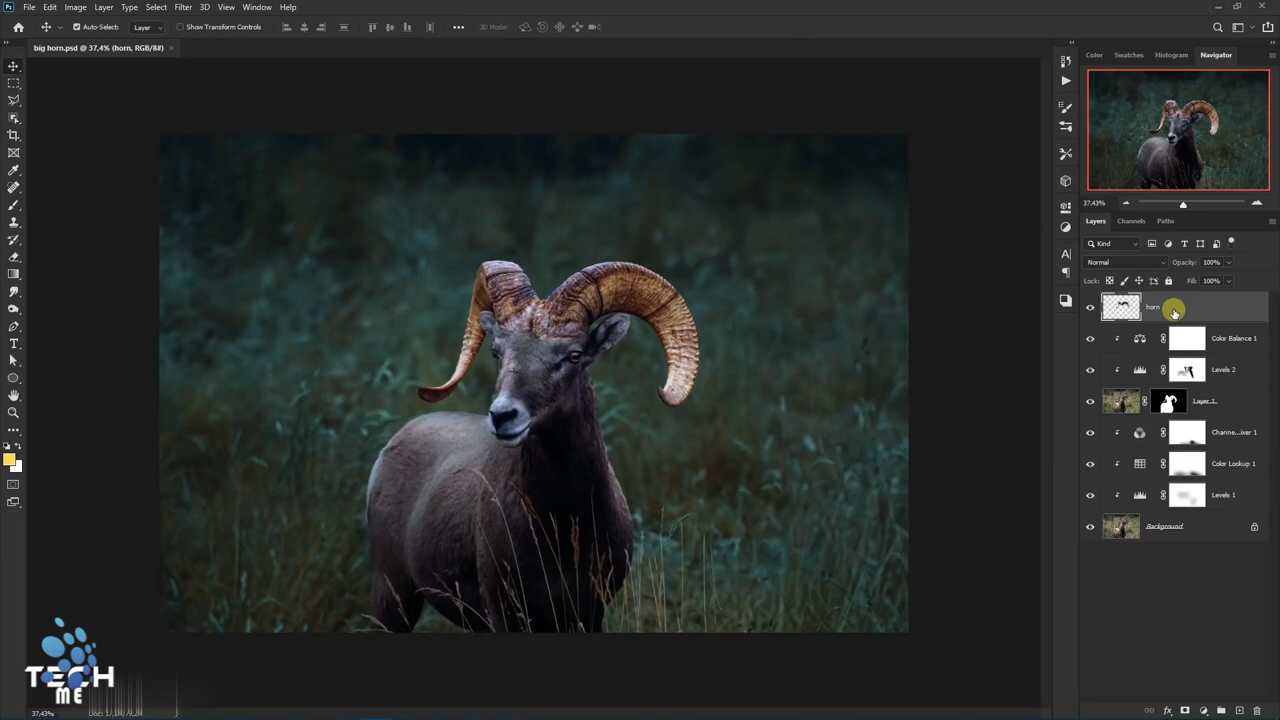 File Edit Image Layer Type Select Filter 3D View Window Help
Auto-Select: Layer Show Transform Controls 3D Mode:
big horn.psd @ 37,4% (horn, RGB/8#)
Color Swatches Histogram Navigator
37,43%
Layers Channels Paths
Kind
Normal Opacity: 100%
Lock: Fill: 100%
horn
Color Balance 1
Levels 2
Layer 1
Channe...ixer 1
Color Lookup 1
Levels 1
Background
TECH
ME
37,43%